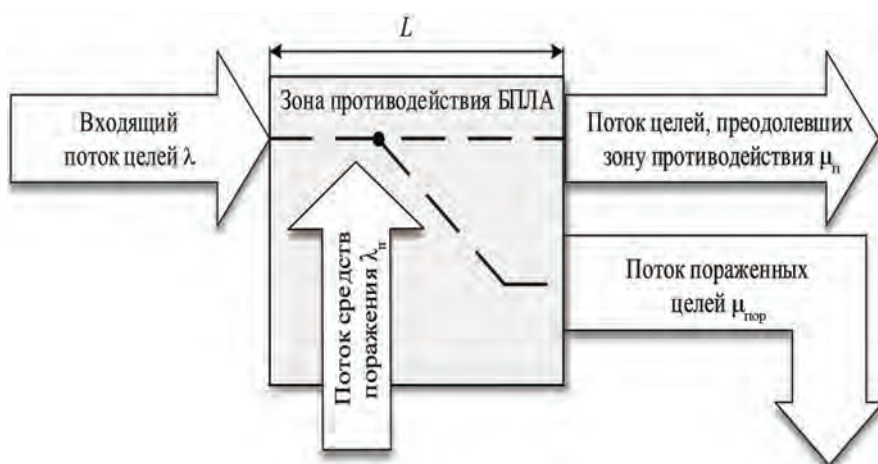 L
Зона противодействия БПЛА
Входящий
поток целей λ
Поток целей, преодолевших
зону противодействия μп
Поток средств
поражения λп
Поток пораженных
целей μпор